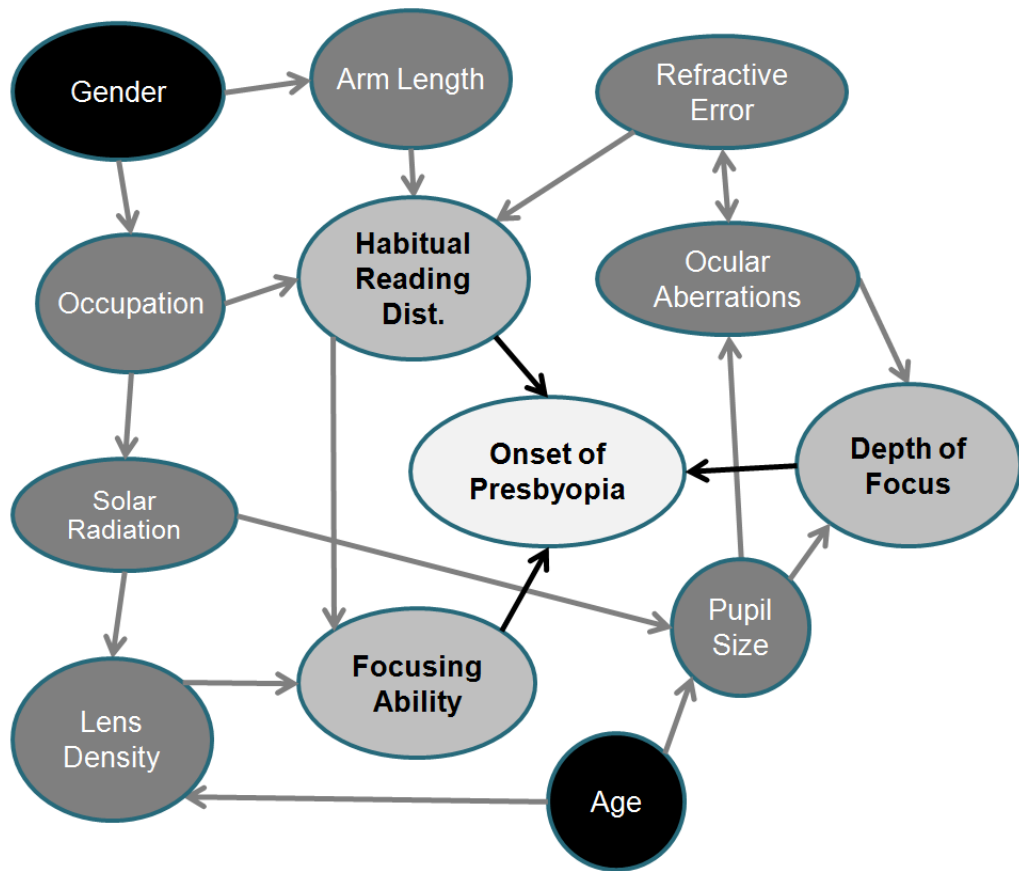 Gender
Arm Length
Refractive
Error
Habitual
Reading
Dist.
Ocular
Aberrations
Occupation
Onset of
Presbyopia
Depth of
Focus
Solar
Radiation
Pupil
Size
Focusing
Ability
Lens
Density
Age